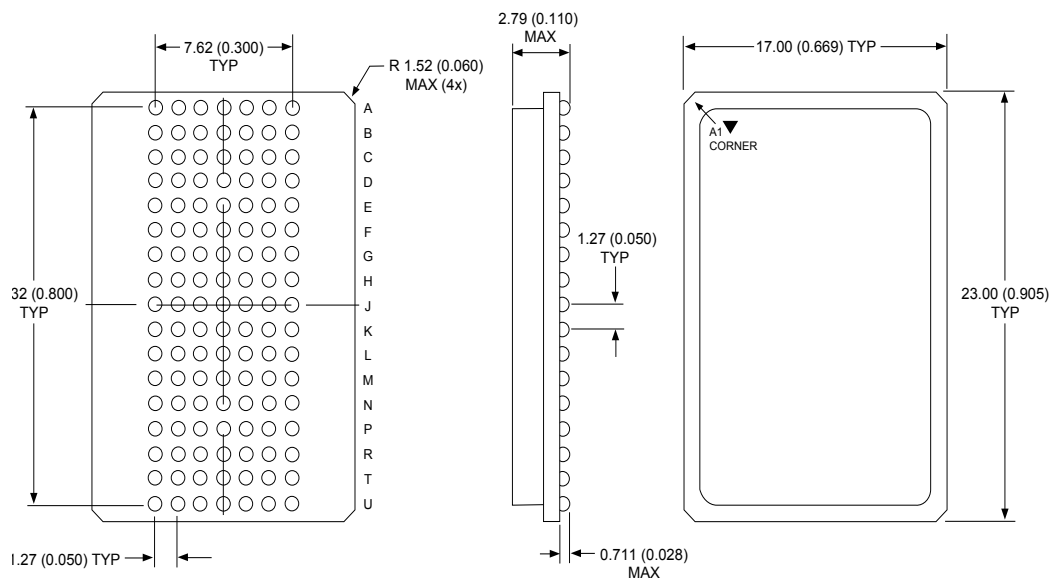 7.62 (0.300)
TYP
R 1.52 (0.060)
MAX (4x)
2.79 (0.110)
MAX
17.00 (0.669) TYP
A
B
C
D
E
F
G
H
J
K
L
M
N
P
R
T
U
A1
CORNER
32 (0.800)
TYP
1.27 (0.050)
TYP
23.00 (0.905)
TYP
1.27 (0.050) TYP
0.711 (0.028)
MAX